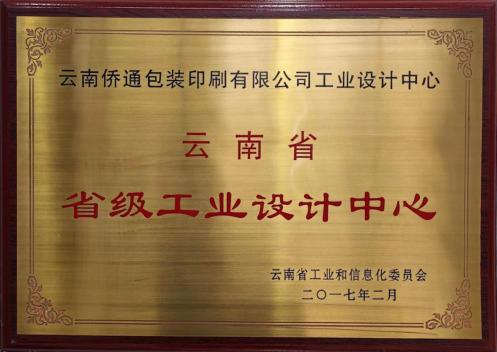 云南侨通包装印刷有限公司工业设计中心
云南省
省级工业设计中心
云南省工业和信息化委员会
二〇一七年二月